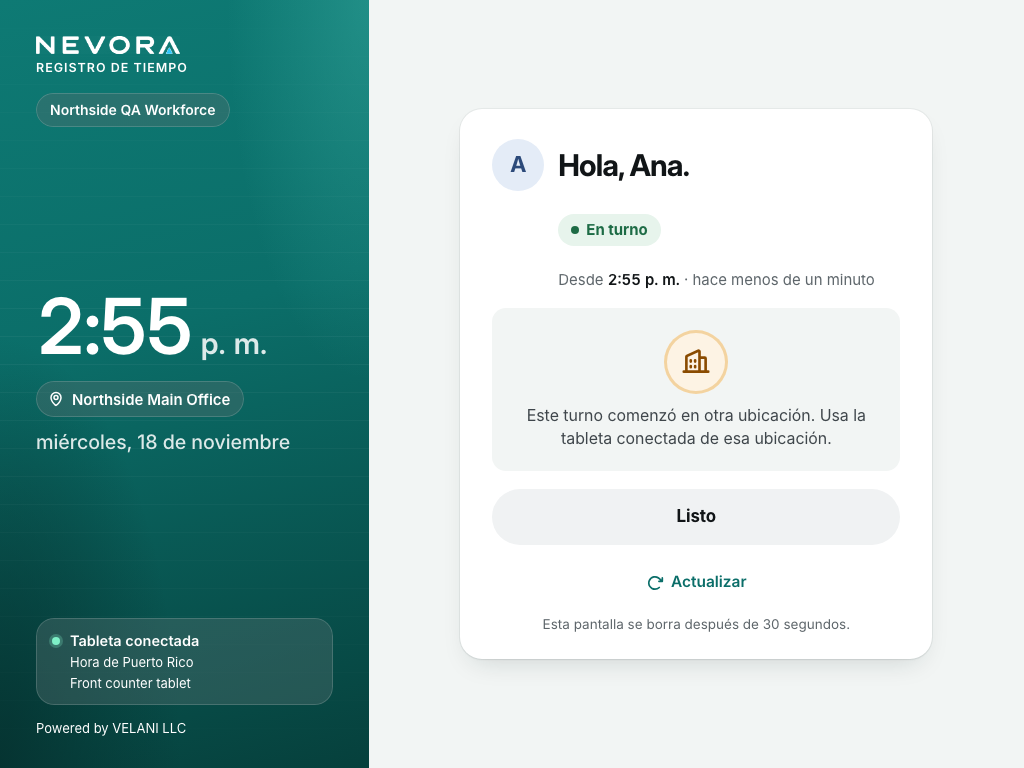 NEVORA
REGISTRO DE TIEMPO
Northside QA Workforce
2:55 p. m.
Northside Main Office
miércoles, 18 de noviembre
Tableta conectada
Hora de Puerto Rico
Front counter tablet
Powered by VELANI LLC
A
Hola, Ana.
En turno
Desde 2:55 p. m. · hace menos de un minuto
Este turno comenzó en otra ubicación. Usa la
tableta conectada de esa ubicación.
Listo
Actualizar
Esta pantalla se borra después de 30 segundos.